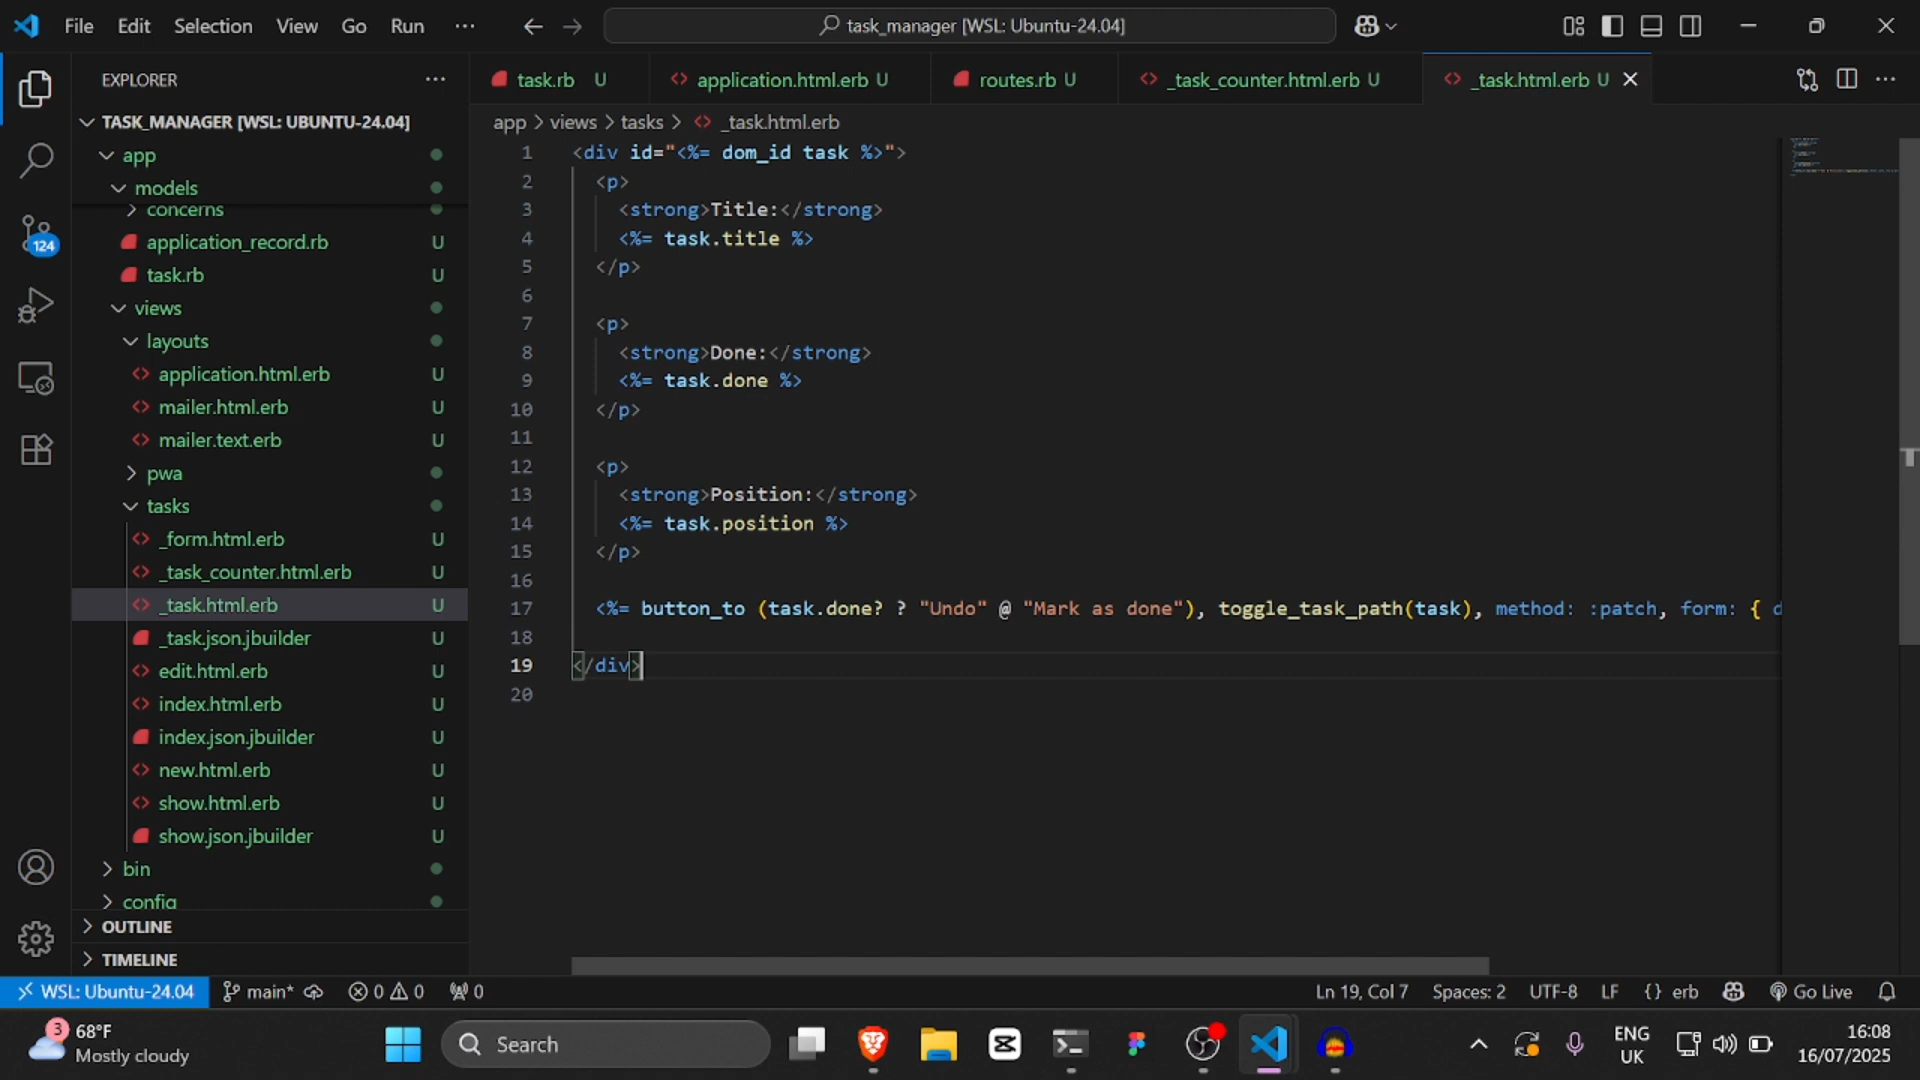 File Edit Selection View Go Run ···
task_manager [WSL: Ubuntu-24.04]
EXPLORER
task.rb U
application.html.erb U
routes.rb U
_task_counter.html.erb U
_task.html.erb U
TASK_MANAGER [WSL: UBUNTU-24.04]
app
models
concerns
application_record.rb U
task.rb U
views
layouts
application.html.erb U
mailer.html.erb U
mailer.text.erb U
pwa
tasks
_form.html.erb U
_task_counter.html.erb U
_task.html.erb U
_task.json.jbuilder U
edit.html.erb U
index.html.erb U
index.json.jbuilder U
new.html.erb U
show.html.erb U
show.json.jbuilder U
bin
config
OUTLINE
TIMELINE
124
app > views > tasks > <> _task.html.erb
1 <div id="<%= dom_id task %>">
2 <p>
3 <strong>Title:</strong>
4 <%= task.title %>
5 </p>
6
7 <p>
8 <strong>Done:</strong>
9 <%= task.done %>
10 </p>
11
12 <p>
13 <strong>Position:</strong>
14 <%= task.position %>
15 </p>
16
17 <%= button_to (task.done? ? "Undo" @ "Mark as done"), toggle_task_path(task), method: :patch, form: { d
18
19 </div>
20
WSL: Ubuntu-24.04 main* 0 0 0
Ln 19, Col 7 Spaces: 2 UTF-8 LF {} erb Go Live
3
68°F
Mostly cloudy
Search
ENG
UK
16:08
16/07/2025